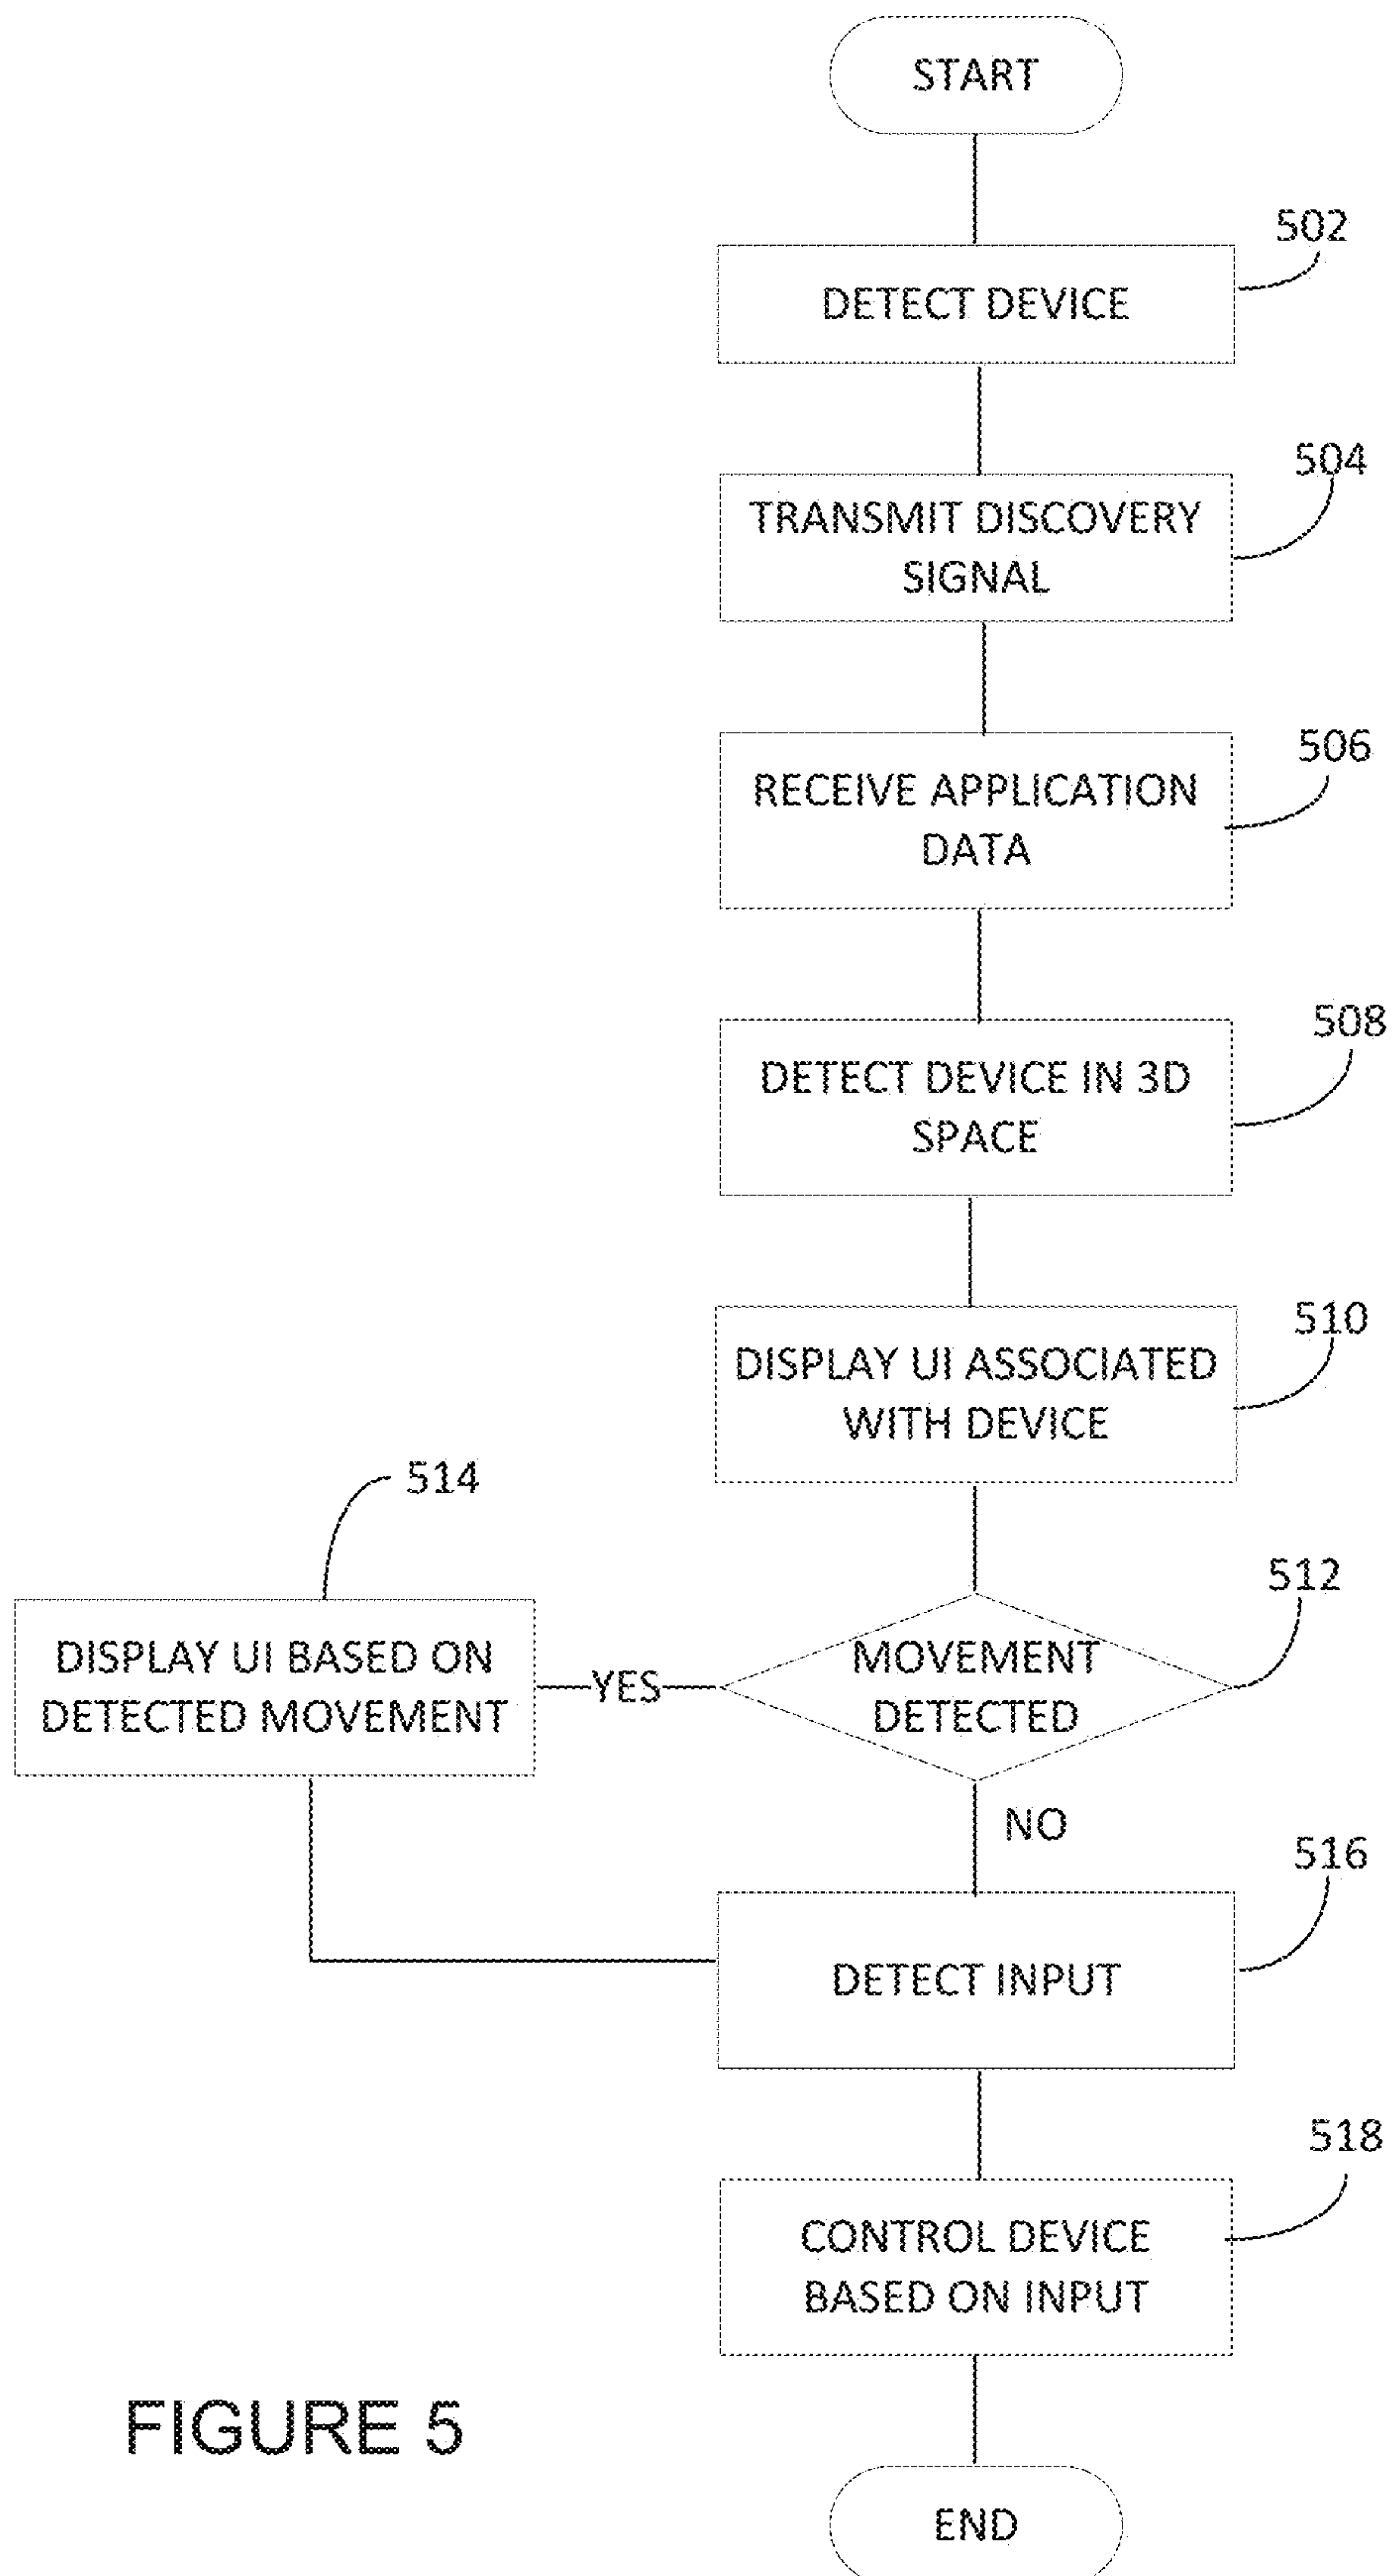 START
502
DETECT DEVICE
504
TRANSMIT DISCOVERY
SIGNAL
506
RECEIVE APPLICATION
DATA
508
DETECT DEVICE IN 3D
SPACE
510
DISPLAY UI ASSOCIATED
WITH DEVICE
514
512
DISPLAY UI BASED ON
DETECTED MOVEMENT
YES
MOVEMENT
DETECTED
NO
516
DETECT INPUT
518
CONTROL DEVICE
BASED ON INPUT
FIGURE 5
END